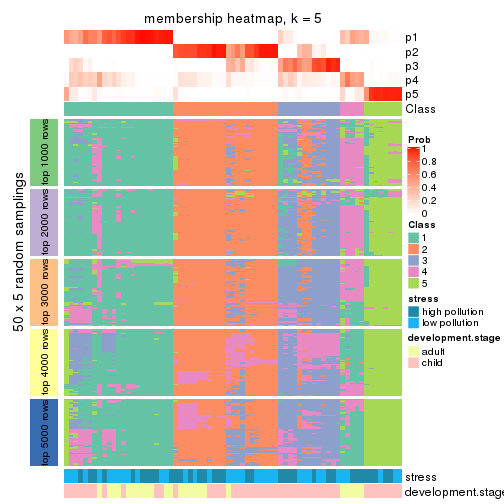 membership heatmap, k = 5
p1
p2
p3
p4
p5
Class
50 x 5 random samplings
top 1000 rows
top 2000 rows
top 3000 rows
top 4000 rows
top 5000 rows
stress
development.stage
Prob
1
0.8
0.6
0.4
0.2
0
Class
1
2
3
4
5
stress
high pollution
low pollution
development.stage
adult
child